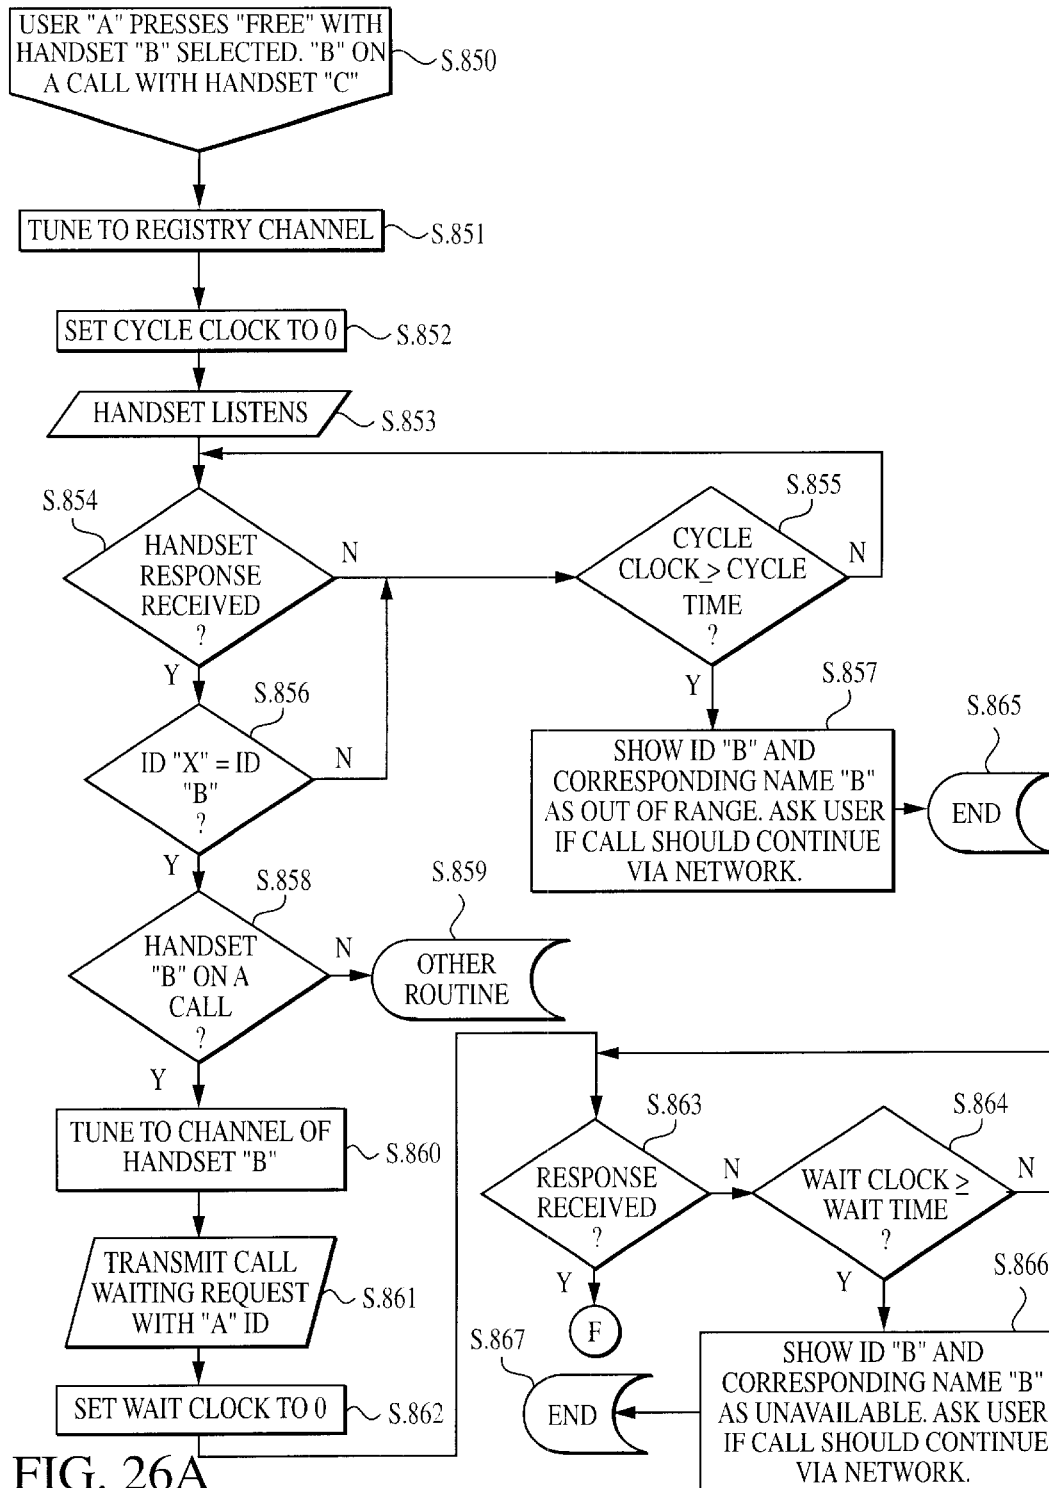 USER "A" PRESSES "FREE" WITH
HANDSET "B" SELECTED. "B" ON
A CALL WITH HANDSET "C"
S.850
TUNE TO REGISTRY CHANNEL
S.851
SET CYCLE CLOCK TO 0
S.852
HANDSET LISTENS
S.853
S.854
HANDSET
RESPONSE
RECEIVED
?
N
Y
S.855
CYCLE
CLOCK ≥ CYCLE
TIME
?
N
Y
S.856
ID "X" = ID
"B"
?
N
Y
S.857
SHOW ID "B" AND
CORRESPONDING NAME "B"
AS OUT OF RANGE. ASK USER
IF CALL SHOULD CONTINUE
VIA NETWORK.
S.865
END
S.858
HANDSET
"B" ON A
CALL
?
N
Y
S.859
OTHER
ROUTINE
TUNE TO CHANNEL OF
HANDSET "B"
S.860
TRANSMIT CALL
WAITING REQUEST
WITH "A" ID
S.861
SET WAIT CLOCK TO 0
S.862
S.863
RESPONSE
RECEIVED
?
N
Y
F
S.864
WAIT CLOCK ≥
WAIT TIME
?
N
Y
S.866
SHOW ID "B" AND
CORRESPONDING NAME "B"
AS UNAVAILABLE. ASK USER
IF CALL SHOULD CONTINUE
VIA NETWORK.
S.867
END
FIG. 26A